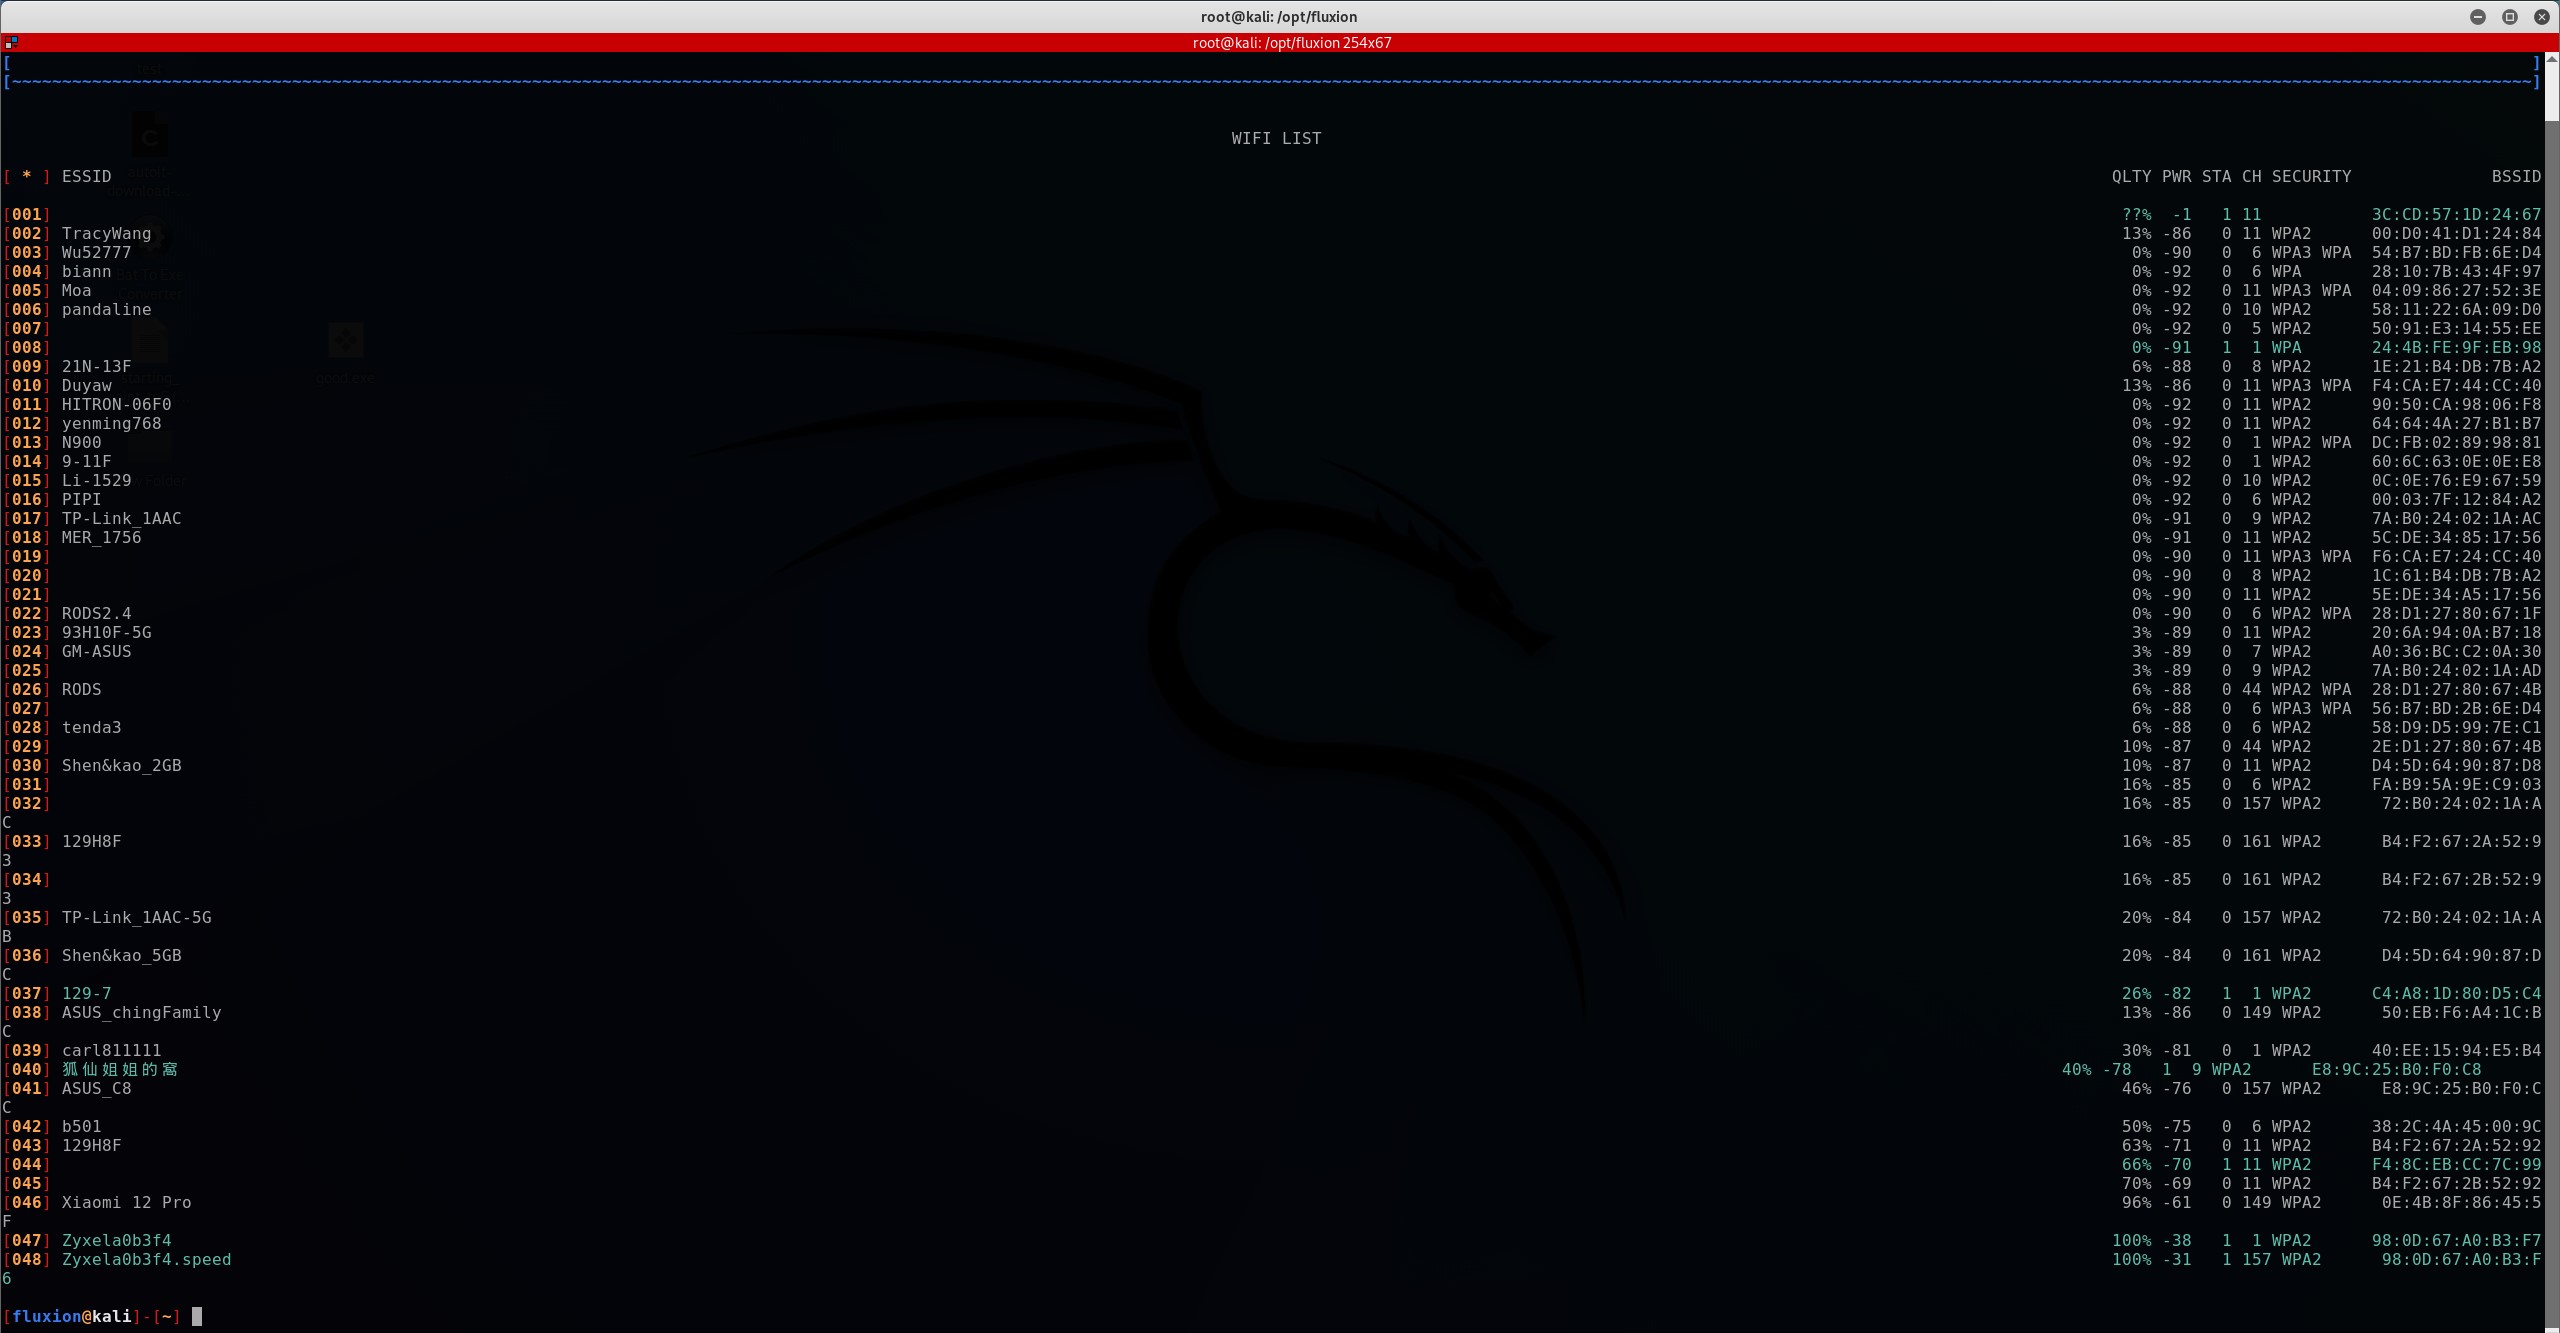 root@kali: /opt/fluxion
root@kali: /opt/fluxion 254x67
[ ]
[~~~~~~~~~~~~~~~~~~~~~~~~~~~~~~~~~~~~~~~~~~~~~~~~~~~~~~~~~~~~~~~~~~~~~~~~~~~~~~~~~~~~~~~~~~~~~~~~~~~~~~~~~~~~~~~~~~~~~~~~~~~~~~~~~~~~~~~~~~~~~~~~~~~~~~~~~~~~~~~~~~~~~~~~~~~~~~~~~~~~~~~~~~~~~~~~~~~~~~~~~~~~~~~~~~~~~~~~~~~~~~~~~~~~~~~~~~~~~~~~~~~~]
WIFI LIST
[ * ] ESSID QLTY PWR STA CH SECURITY BSSID
[001] ??% -1 1 11 3C:CD:57:1D:24:67
[002] TracyWang 13% -86 0 11 WPA2 00:D0:41:D1:24:84
[003] Wu52777 0% -90 0 6 WPA3 WPA 54:B7:BD:FB:6E:D4
[004] biann 0% -92 0 6 WPA 28:10:7B:43:4F:97
[005] Moa 0% -92 0 11 WPA3 WPA 04:09:86:27:52:3E
[006] pandaline 0% -92 0 10 WPA2 58:11:22:6A:09:D0
[007] 0% -92 0 5 WPA2 50:91:E3:14:55:EE
[008] 0% -91 1 1 WPA 24:4B:FE:9F:EB:98
[009] 21N-13F 6% -88 0 8 WPA2 1E:21:B4:DB:7B:A2
[010] Duyaw 13% -86 0 11 WPA3 WPA F4:CA:E7:44:CC:40
[011] HITRON-06F0 0% -92 0 11 WPA2 90:50:CA:98:06:F8
[012] yenming768 0% -92 0 11 WPA2 64:64:4A:27:B1:B7
[013] N900 0% -92 0 1 WPA2 WPA DC:FB:02:89:98:81
[014] 9-11F 0% -92 0 1 WPA2 60:6C:63:0E:0E:E8
[015] Li-1529 0% -92 0 10 WPA2 0C:0E:76:E9:67:59
[016] PIPI 0% -92 0 6 WPA2 00:03:7F:12:84:A2
[017] TP-Link_1AAC 0% -91 0 9 WPA2 7A:B0:24:02:1A:AC
[018] MER_1756 0% -91 0 11 WPA2 5C:DE:34:85:17:56
[019] 0% -90 0 11 WPA3 WPA F6:CA:E7:24:CC:40
[020] 0% -90 0 8 WPA2 1C:61:B4:DB:7B:A2
[021] 0% -90 0 11 WPA2 5E:DE:34:A5:17:56
[022] RODS2.4 0% -90 0 6 WPA2 WPA 28:D1:27:80:67:1F
[023] 93H10F-5G 3% -89 0 11 WPA2 20:6A:94:0A:B7:18
[024] GM-ASUS 3% -89 0 7 WPA2 A0:36:BC:C2:0A:30
[025] 3% -89 0 9 WPA2 7A:B0:24:02:1A:AD
[026] RODS 6% -88 0 44 WPA2 WPA 28:D1:27:80:67:4B
[027] 6% -88 0 6 WPA3 WPA 56:B7:BD:2B:6E:D4
[028] tenda3 6% -88 0 6 WPA2 58:D9:D5:99:7E:C1
[029] 10% -87 0 44 WPA2 2E:D1:27:80:67:4B
[030] Shen&kao_2GB 10% -87 0 11 WPA2 D4:5D:64:90:87:D8
[031] 16% -85 0 6 WPA2 FA:B9:5A:9E:C9:03
[032] 16% -85 0 157 WPA2 72:B0:24:02:1A:A
C
[033] 129H8F 16% -85 0 161 WPA2 B4:F2:67:2A:52:9
3
[034] 16% -85 0 161 WPA2 B4:F2:67:2B:52:9
3
[035] TP-Link_1AAC-5G 20% -84 0 157 WPA2 72:B0:24:02:1A:A
B
[036] Shen&kao_5GB 20% -84 0 161 WPA2 D4:5D:64:90:87:D
C
[037] 129-7 26% -82 1 1 WPA2 C4:A8:1D:80:D5:C4
[038] ASUS_chingFamily 13% -86 0 149 WPA2 50:EB:F6:A4:1C:B
C
[039] carl811111 30% -81 0 1 WPA2 40:EE:15:94:E5:B4
[040] 狐仙姐姐的窩 40% -78 1 9 WPA2 E8:9C:25:B0:F0:C8
[041] ASUS_C8 46% -76 0 157 WPA2 E8:9C:25:B0:F0:C
C
[042] b501 50% -75 0 6 WPA2 38:2C:4A:45:00:9C
[043] 129H8F 63% -71 0 11 WPA2 B4:F2:67:2A:52:92
[044] 66% -70 1 11 WPA2 F4:8C:EB:CC:7C:99
[045] 70% -69 0 11 WPA2 B4:F2:67:2B:52:92
[046] Xiaomi 12 Pro 96% -61 0 149 WPA2 0E:4B:8F:86:45:5
F
[047] Zyxela0b3f4 100% -38 1 1 WPA2 98:0D:67:A0:B3:F7
[048] Zyxela0b3f4.speed 100% -31 1 157 WPA2 98:0D:67:A0:B3:F
6
[fluxion@kali]-[~]